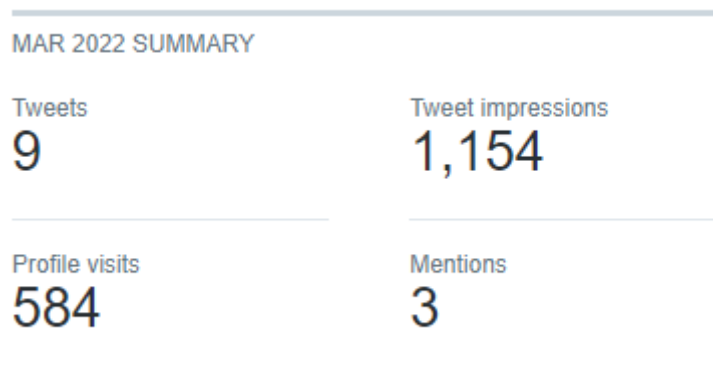 MAR 2022 SUMMARY
Tweets
9
Tweet impressions
1,154
Profile visits
584
Mentions
3